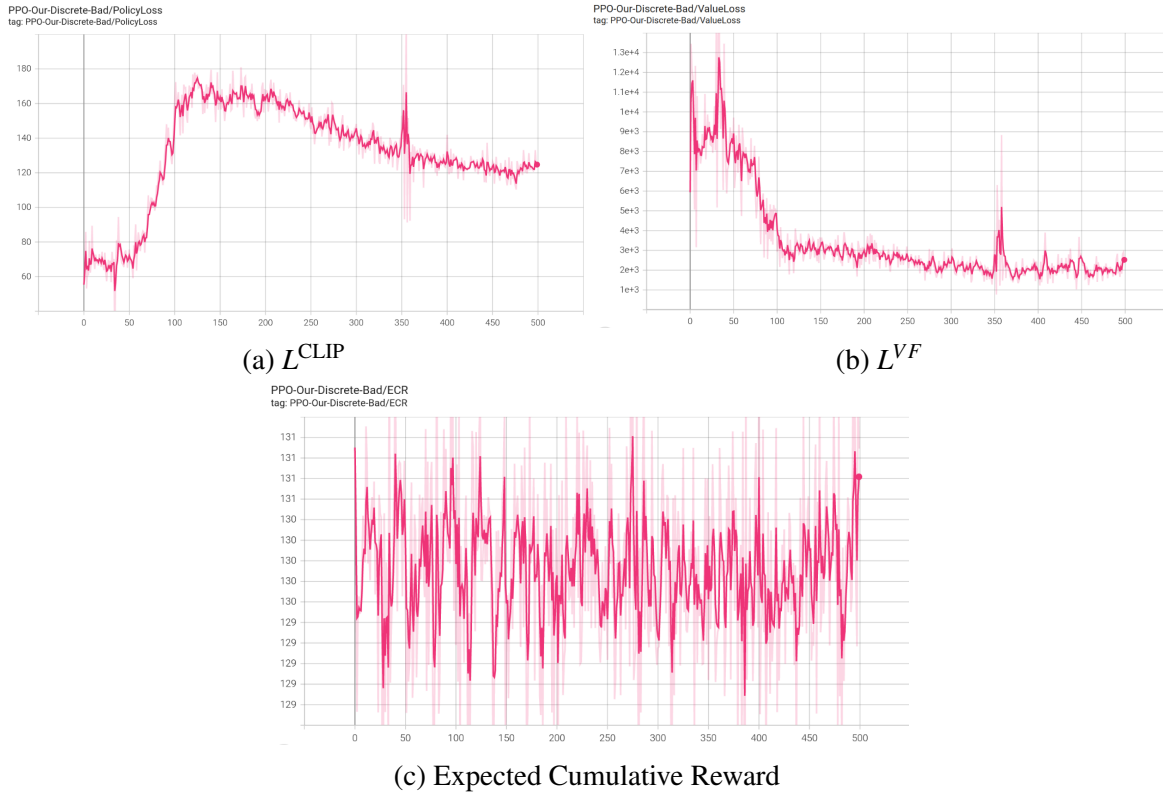 PPO-Our-Discrete-Bad/PolicyLoss
tag: PPO-Our-Discrete-Bad/PolicyLoss
180
160
140
120
100
80
60
0 50 100 150 200 250 300 350 400 450 500
(a) L^CLIP
PPO-Our-Discrete-Bad/ValueLoss
tag: PPO-Our-Discrete-Bad/ValueLoss
1.3e+4
1.2e+4
1.1e+4
1e+4
9e+3
8e+3
7e+3
6e+3
5e+3
4e+3
3e+3
2e+3
1e+3
0 50 100 150 200 250 300 350 400 450 500
(b) L^VF
PPO-Our-Discrete-Bad/ECR
tag: PPO-Our-Discrete-Bad/ECR
131
131
131
130
130
130
130
130
129
129
129
129
0 50 100 150 200 250 300 350 400 450 500
(c) Expected Cumulative Reward